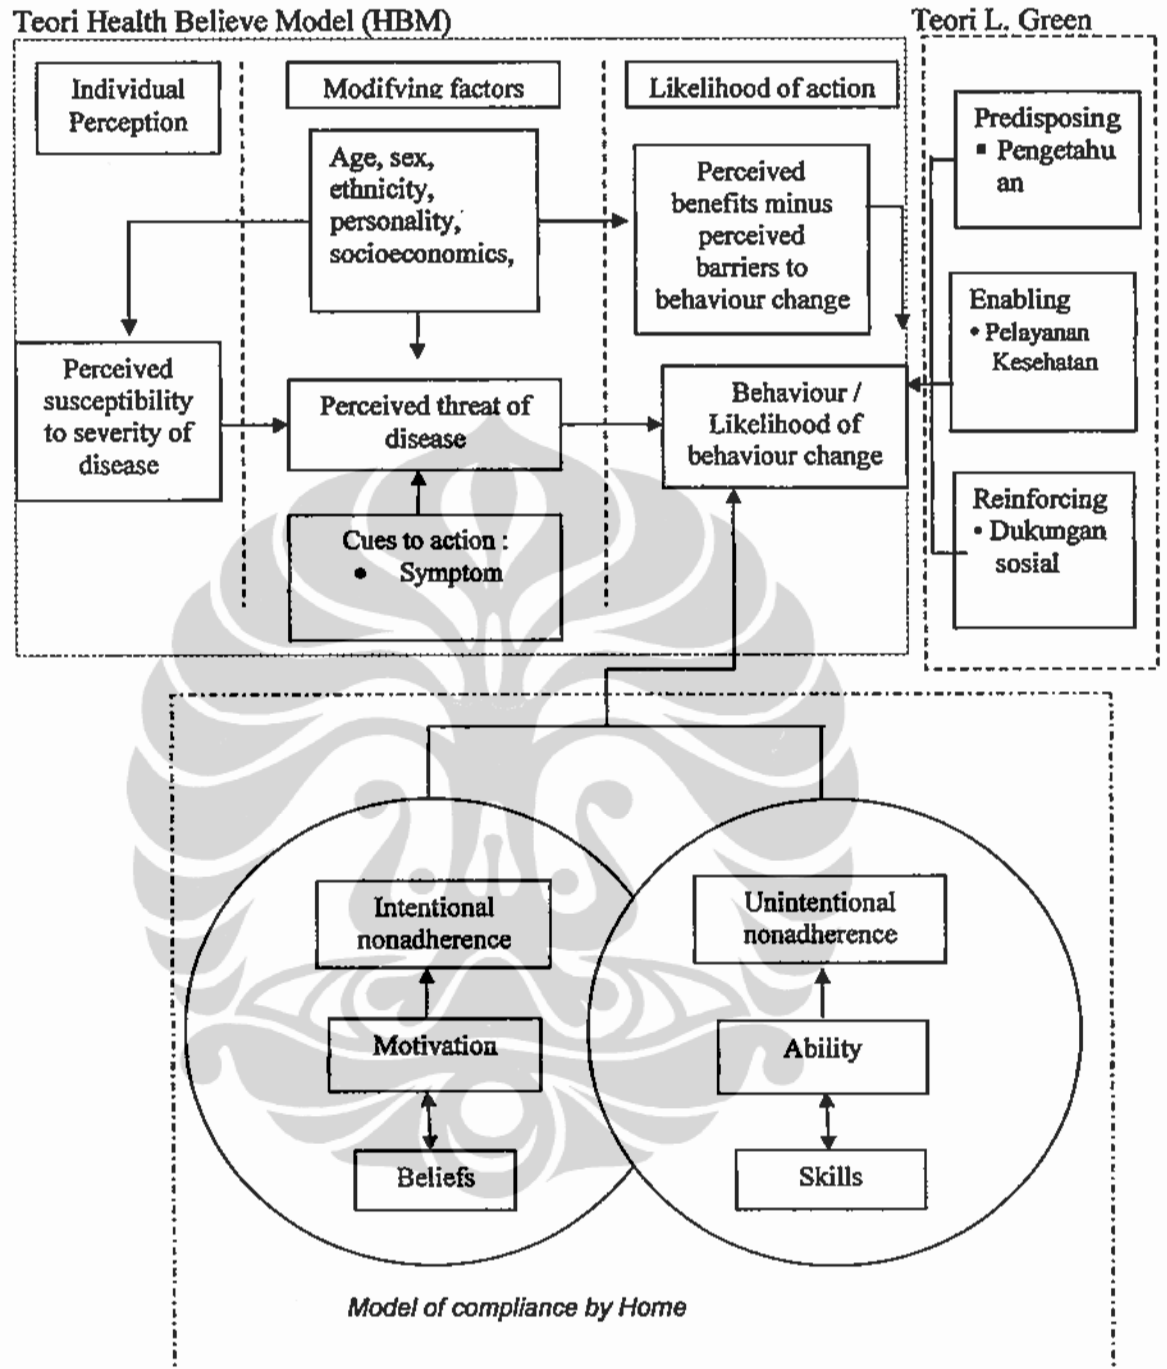 Teori Health Believe Model (HBM)
Teori L. Green
Individual
Perception
Modifying factors
Likelihood of action
Age, sex,
ethnicity,
personality,
socioeconomics,
Perceived
benefits minus
perceived
barriers to
behaviour change
Predisposing
▪ Pengetahu
an
Enabling
• Pelayanan
Kesehatan
Reinforcing
• Dukungan
sosial
Perceived
susceptibility
to severity of
disease
Perceived threat of
disease
Behaviour /
Likelihood of
behaviour change
Cues to action :
● Symptom
Intentional
nonadherence
Motivation
Beliefs
Unintentional
nonadherence
Ability
Skills
Model of compliance by Home